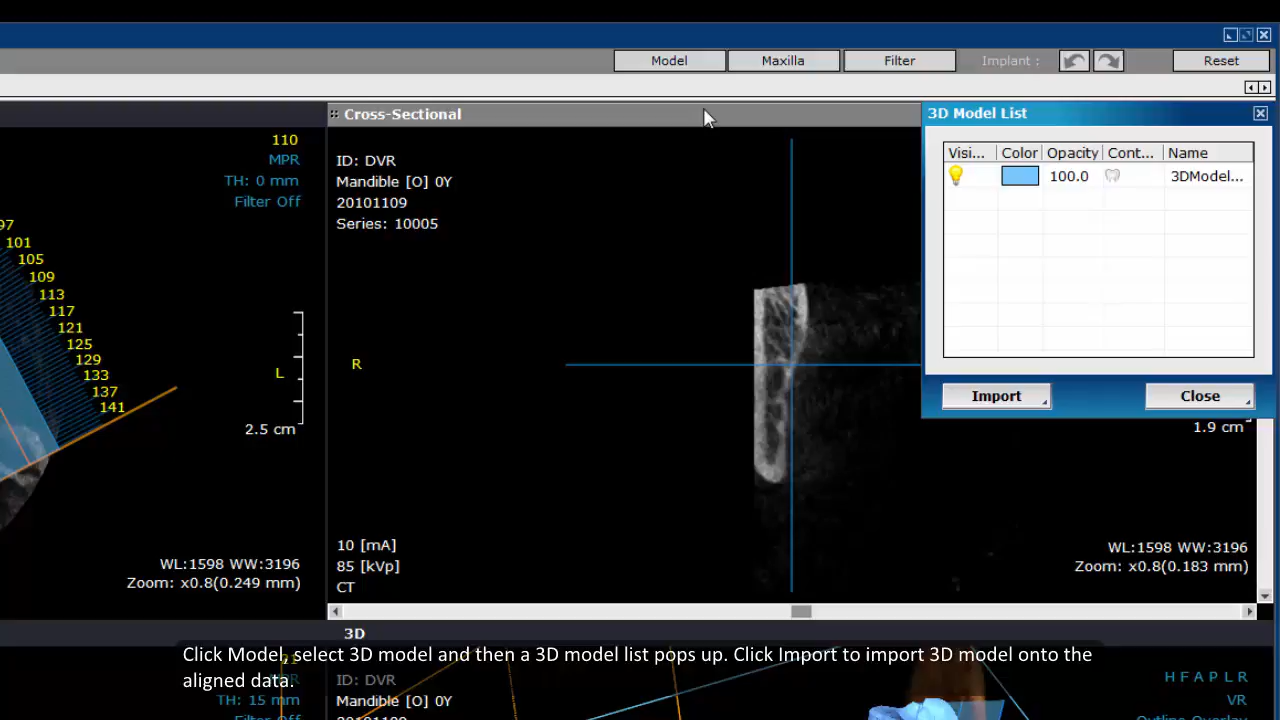 Model
Maxilla
Filter
Implant :
Reset
110
MPR
TH: 0 mm
Filter Off
97
101
105
109
113
117
121
125
129
133
137
141
L
2.5 cm
WL:1598 WW:3196
Zoom: x0.8(0.249 mm)
Cross-Sectional
ID: DVR
Mandible [O] 0Y
20101109
Series: 10005
R
10 [mA]
85 [kVp]
CT
1.9 cm
WL:1598 WW:3196
Zoom: x0.8(0.183 mm)
3D Model List
Visi... Color Opacity Cont... Name
100.0 3DModel...
Import
Close
3D
Click Model, select 3D model and then a 3D model list pops up. Click Import to import 3D model onto the
aligned data.
TH: 15 mm
Filter Off
ID: DVR
Mandible [O] 0Y
H F A P L R
VR
Outline Overlay